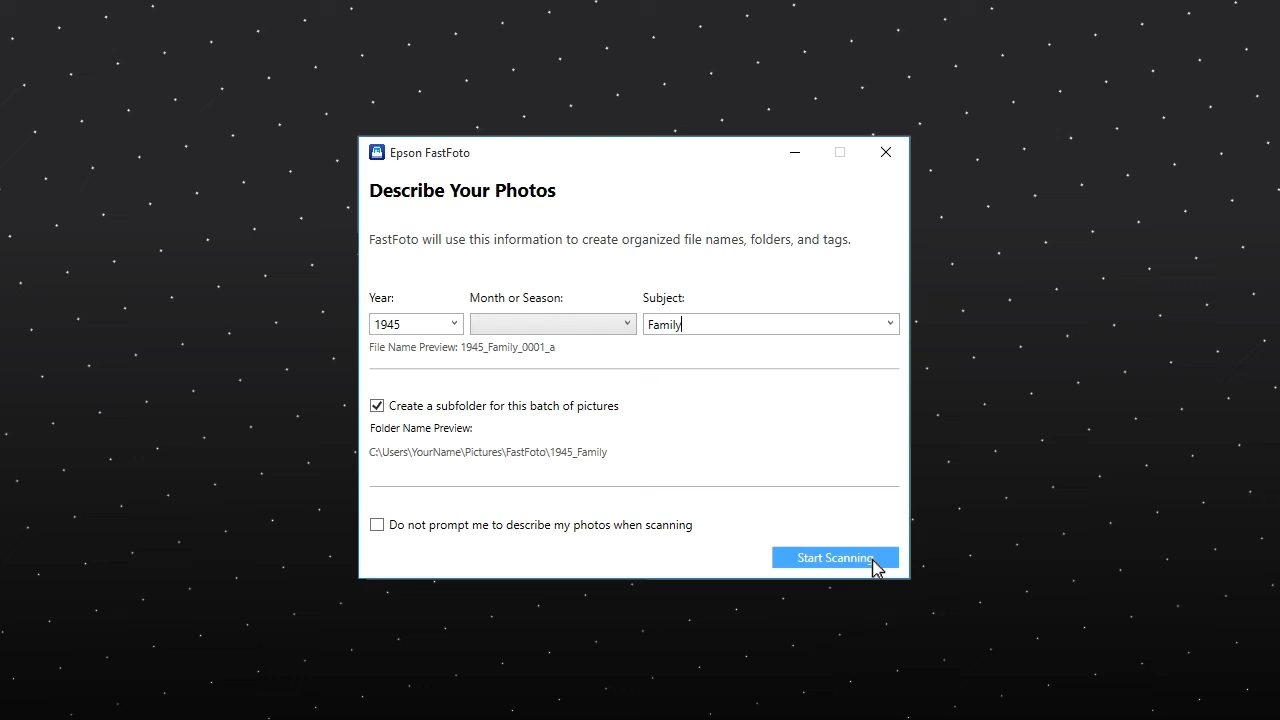 Epson FastFoto
Describe Your Photos
FastFoto will use this information to create organized file names, folders, and tags.
Year: Month or Season: Subject:
1945 Family
File Name Preview: 1945_Family_0001_a
Create a subfolder for this batch of pictures
Folder Name Preview:
C:\Users\YourName\Pictures\FastFoto\1945_Family
Do not prompt me to describe my photos when scanning
Start Scanning